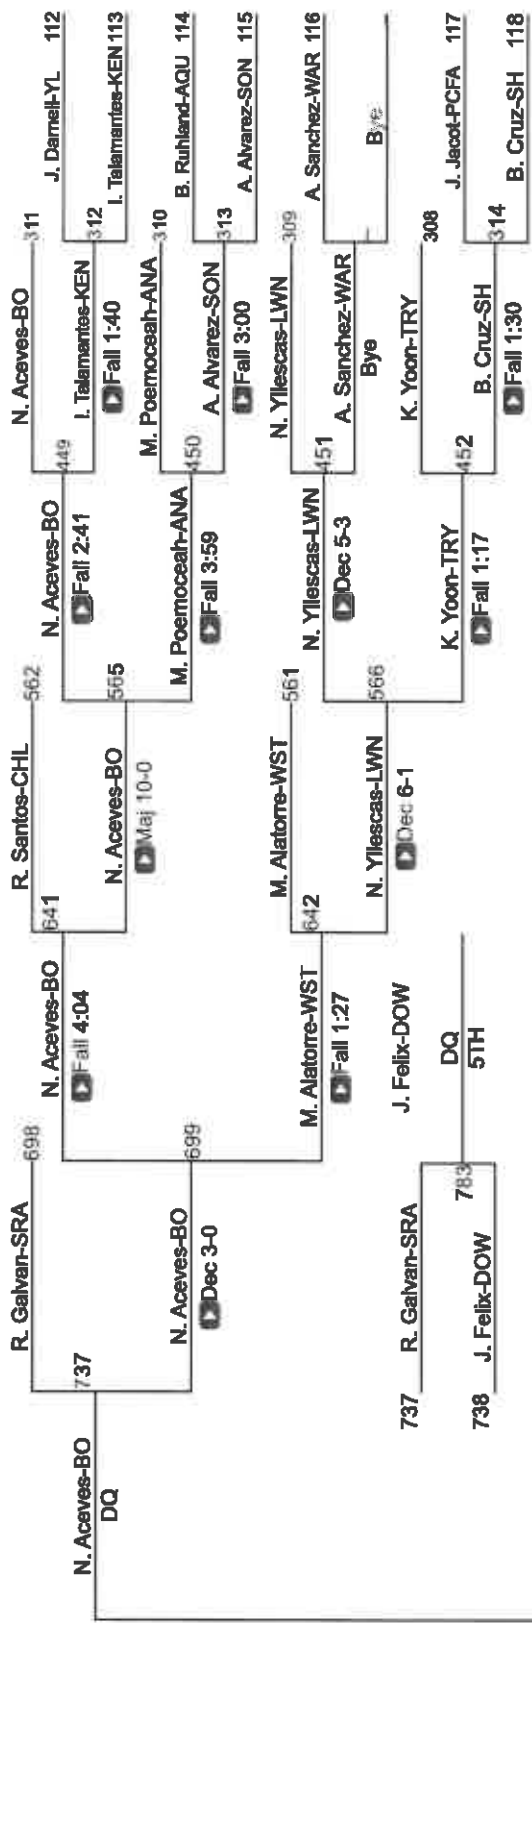 N. Aceves-BO
DQ
737
R. Galvan-SRA
N. Aceves-BO
Dec 3-0
737 R. Galvan-SRA
738 J. Felix-DOW
698
N. Aceves-BO
Fall 4:04
699
M. Alatorre-WST
Fall 1:27
J. Felix-DOW
783
DQ
5TH
R. Santos-CHL
641
N. Aceves-BO
Maj 10-0
M. Alatorre-WST
642
N. Yllescas-LWN
Dec 6-1
562
N. Aceves-BO
Fall 2:41
565
M. Poemoceah-ANA
Fall 3:59
561
N. Yllescas-LWN
Dec 5-3
566
K. Yoon-TRY
Fall 1:17
N. Aceves-BO
449
I. Talamantes-KEN
Fall 1:40
M. Poemoceah-ANA
450
A. Alvarez-SON
Fall 3:00
N. Yllescas-LWN
451
A. Sanchez-WAR
Bye
K. Yoon-TRY
452
B. Cruz-SH
Fall 1:30
311
J. Darnell-YL 112
312
I. Talamantes-KEN 113
310
B. Ruhland-AQU 114
313
A. Alvarez-SON 115
309
A. Sanchez-WAR 116
Bye
308
J. Jacot-PCFA 117
314
B. Cruz-SH 118